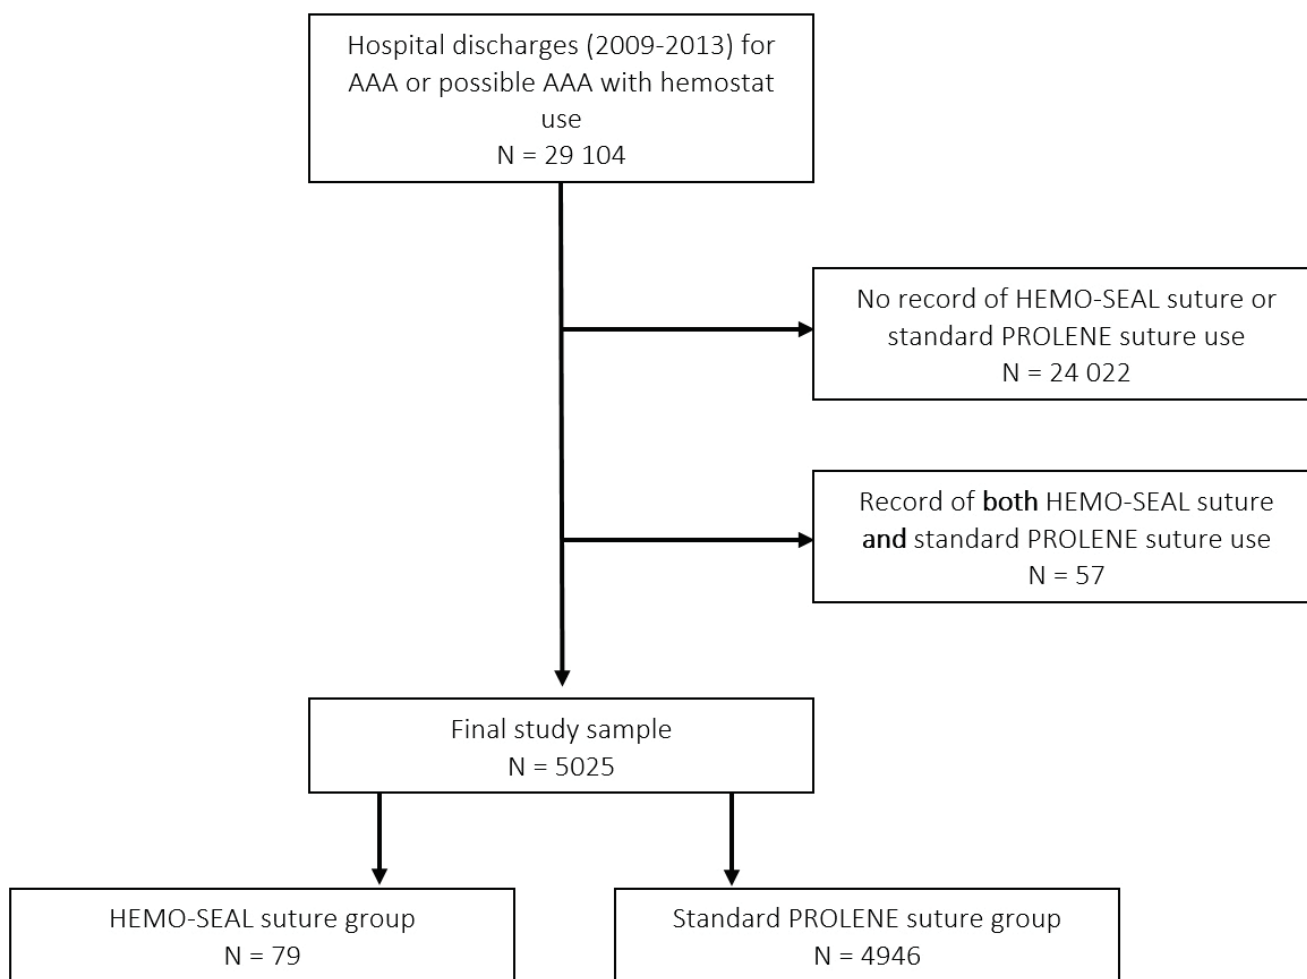 Hospital discharges (2009-2013) for
AAA or possible AAA with hemostat
use
N = 29 104
No record of HEMO-SEAL suture or
standard PROLENE suture use
N = 24 022
Record of both HEMO-SEAL suture
and standard PROLENE suture use
N = 57
Final study sample
N = 5025
HEMO-SEAL suture group
N = 79
Standard PROLENE suture group
N = 4946